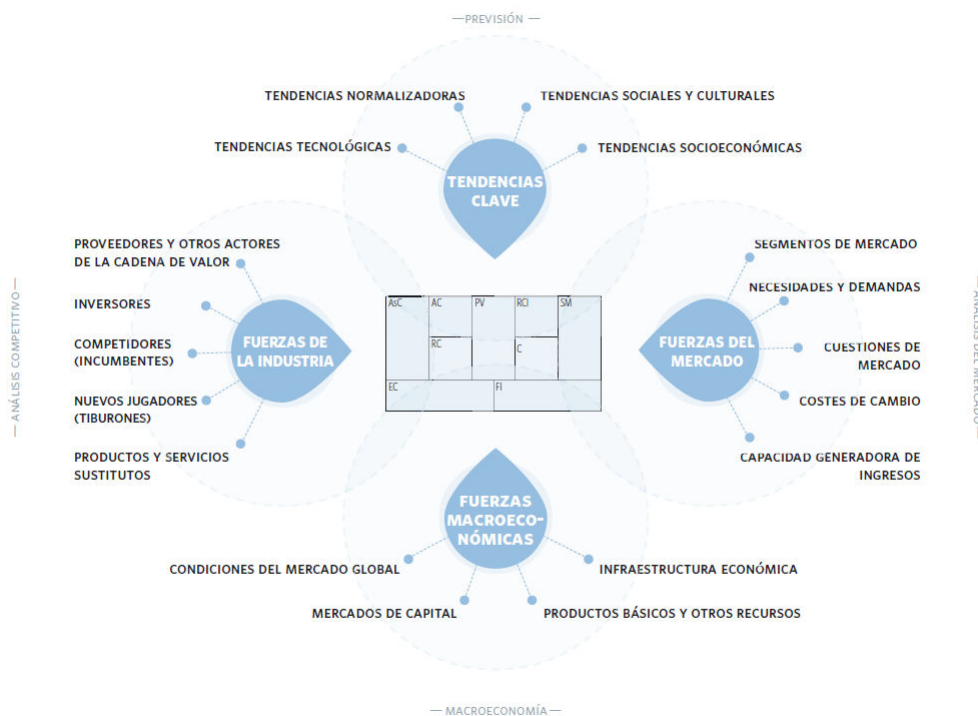 —PREVISIÓN—
TENDENCIAS NORMALIZADORAS
TENDENCIAS SOCIALES Y CULTURALES
TENDENCIAS TECNOLÓGICAS
TENDENCIAS SOCIOECONÓMICAS
TENDENCIAS
CLAVE
— ANÁLISIS COMPETITIVO—
PROVEEDORES Y OTROS ACTORES
DE LA CADENA DE VALOR
INVERSORES
COMPETIDORES
(INCUMBENTES)
NUEVOS JUGADORES
(TIBURONES)
PRODUCTOS Y SERVICIOS
SUSTITUTOS
FUERZAS DE
LA INDUSTRIA
AsC
AC
PV
RCl
SM
RC
C
EC
FI
FUERZAS DEL
MERCADO
SEGMENTOS DE MERCADO
NECESIDADES Y DEMANDAS
CUESTIONES DE
MERCADO
COSTES DE CAMBIO
CAPACIDAD GENERADORA DE
INGRESOS
—ANÁLISIS DEL MERCADO—
FUERZAS
MACROECO-
NÓMICAS
CONDICIONES DEL MERCADO GLOBAL
INFRAESTRUCTURA ECONÓMICA
MERCADOS DE CAPITAL
PRODUCTOS BÁSICOS Y OTROS RECURSOS
— MACROECONOMÍA—